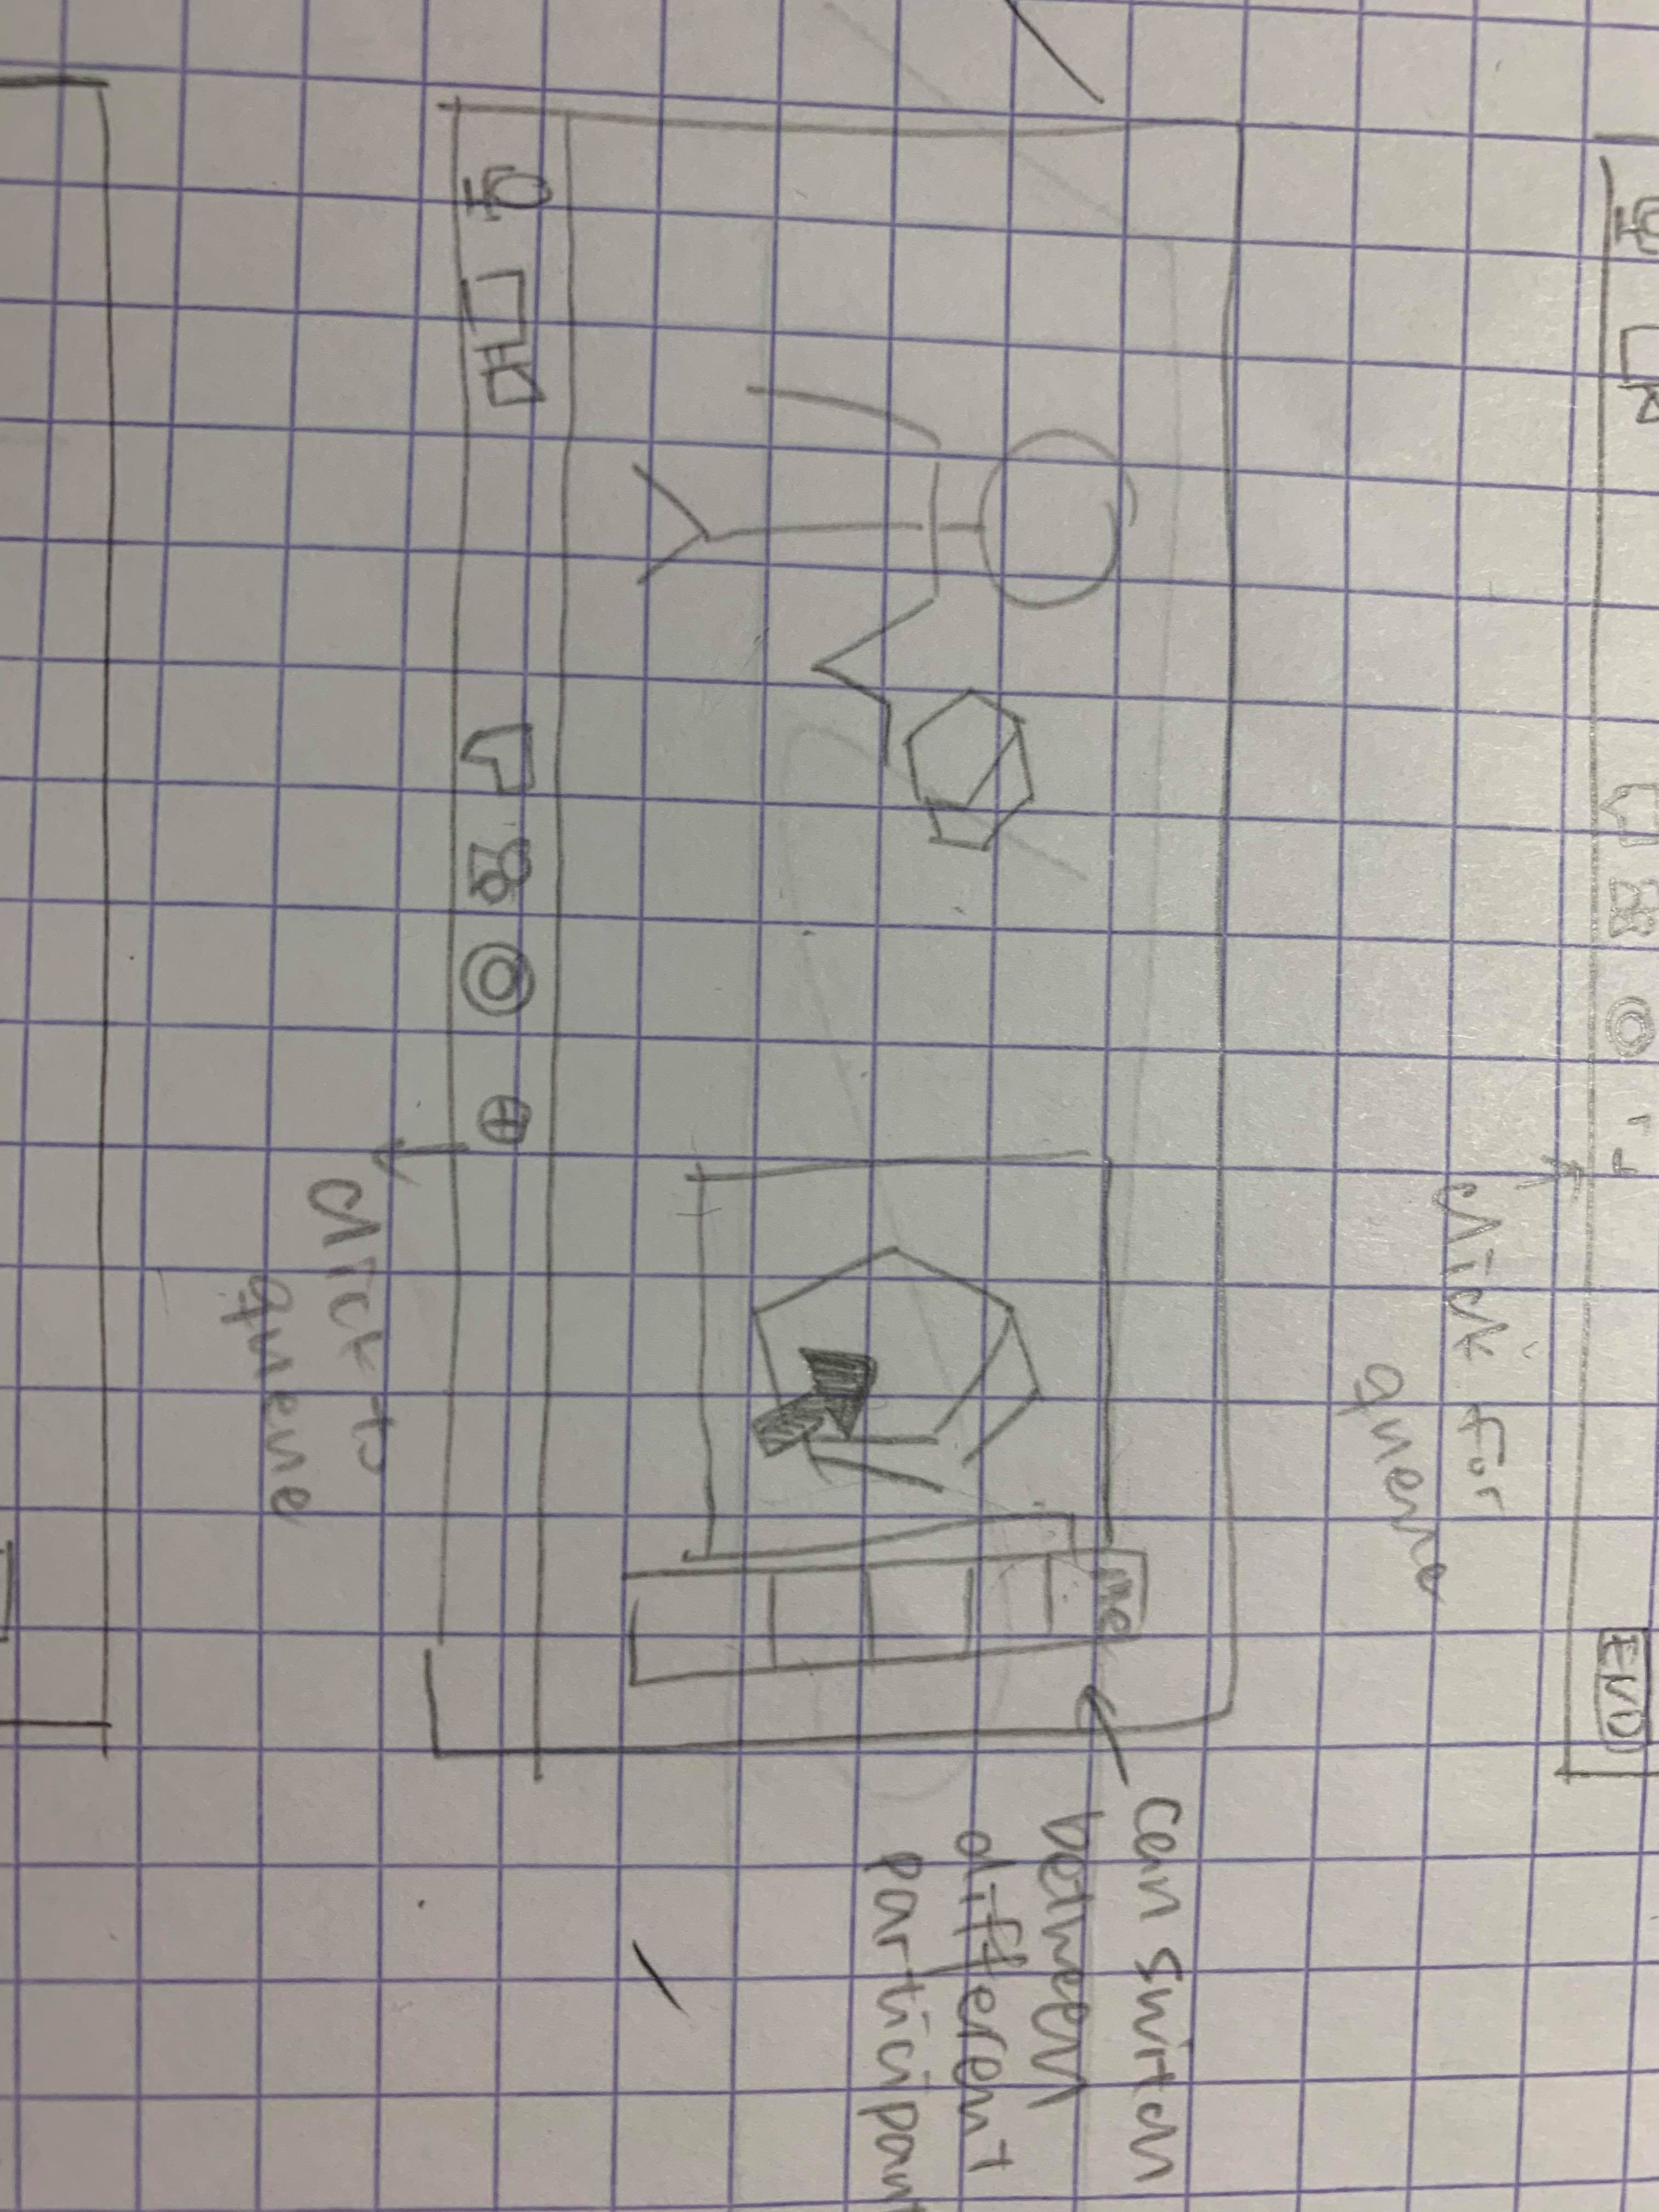 click for
queue
END
me
can switch
between
different
participant
click to
queue